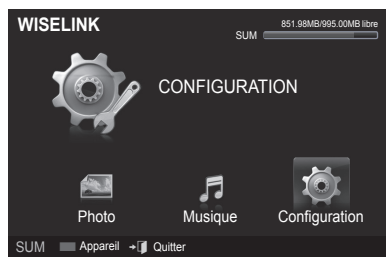 WISELINK
851.98MB/995.00MB libre
SUM
CONFIGURATION
Photo Musique Configuration
SUM Appareil Quitter